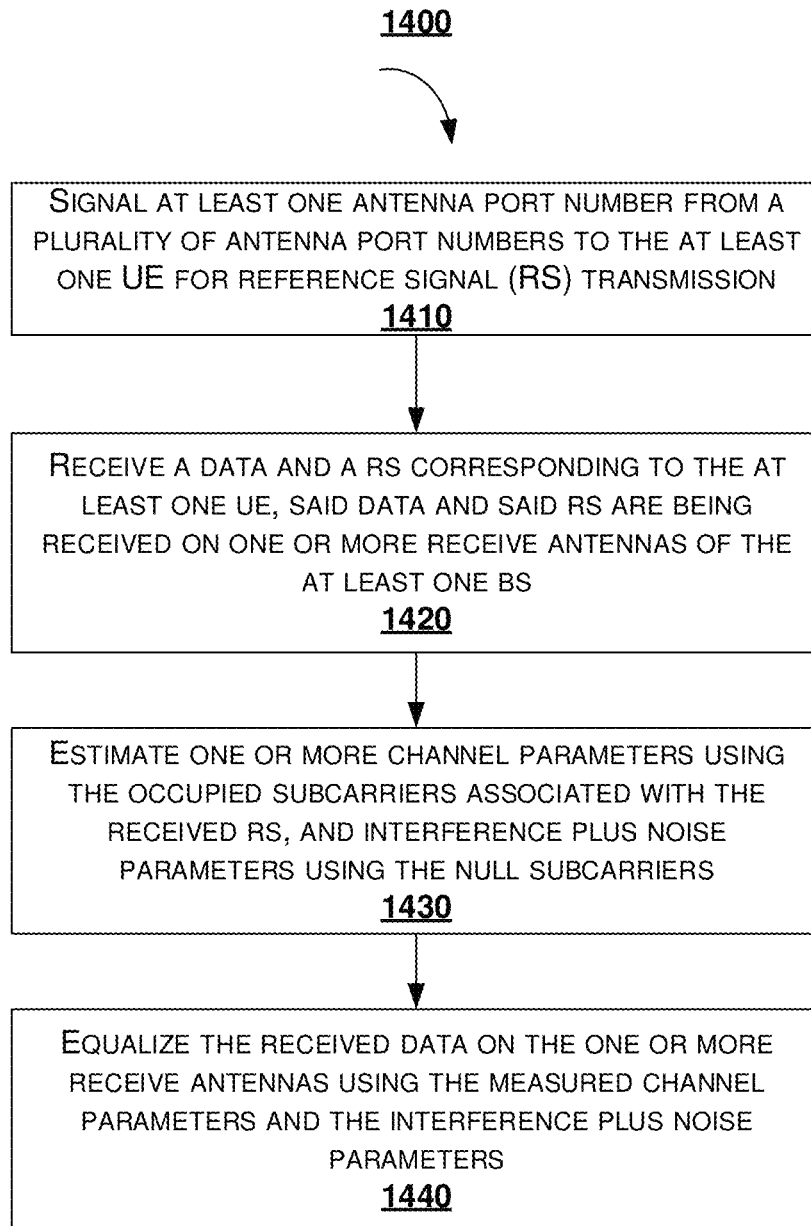 1400
SIGNAL AT LEAST ONE ANTENNA PORT NUMBER FROM A
PLURALITY OF ANTENNA PORT NUMBERS TO THE AT LEAST
ONE UE FOR REFERENCE SIGNAL (RS) TRANSMISSION
1410
RECEIVE A DATA AND A RS CORRESPONDING TO THE AT
LEAST ONE UE, SAID DATA AND SAID RS ARE BEING
RECEIVED ON ONE OR MORE RECEIVE ANTENNAS OF THE
AT LEAST ONE BS
1420
ESTIMATE ONE OR MORE CHANNEL PARAMETERS USING
THE OCCUPIED SUBCARRIERS ASSOCIATED WITH THE
RECEIVED RS, AND INTERFERENCE PLUS NOISE
PARAMETERS USING THE NULL SUBCARRIERS
1430
EQUALIZE THE RECEIVED DATA ON THE ONE OR MORE
RECEIVE ANTENNAS USING THE MEASURED CHANNEL
PARAMETERS AND THE INTERFERENCE PLUS NOISE
PARAMETERS
1440